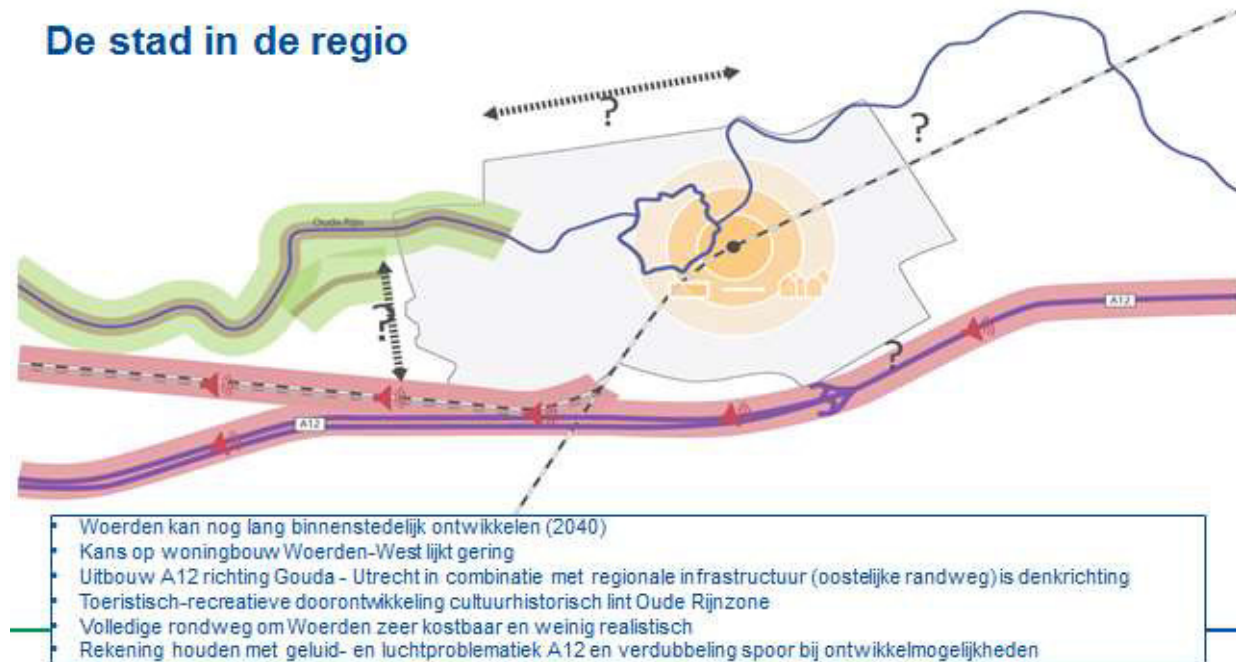 De stad in de regio
?
?
Oude Rijn
?
A12
?
A12
Woerden kan nog lang binnenstedelijk ontwikkelen (2040)
Kans op woningbouw Woerden-West lijkt gering
Uitbouw A12 richting Gouda - Utrecht in combinatie met regionale infrastructuur (oostelijke randweg) is denkrichting
Toeristisch-recreatieve doorontwikkeling cultuurhistorisch lint Oude Rijnzone
Volledige rondweg om Woerden zeer kostbaar en weinig realistisch
Rekening houden met geluid- en luchtproblematiek A12 en verdubbeling spoor bij ontwikkelmogelijkheden